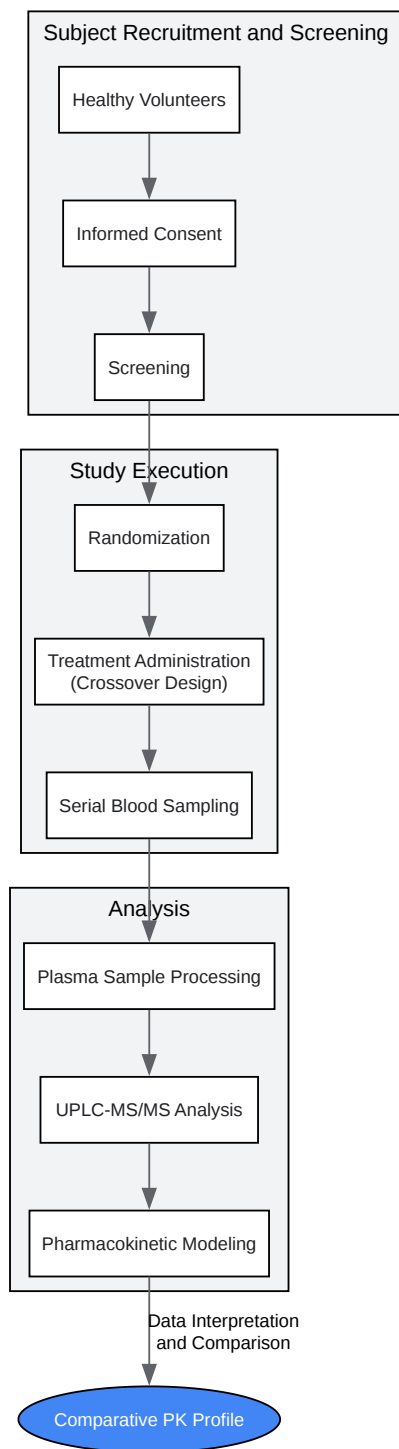 Subject Recruitment and Screening
Healthy Volunteers
Informed Consent
Screening
Study Execution
Randomization
Treatment Administration
(Crossover Design)
Serial Blood Sampling
Analysis
Plasma Sample Processing
UPLC-MS/MS Analysis
Pharmacokinetic Modeling
Data Interpretation
and Comparison
Comparative PK Profile